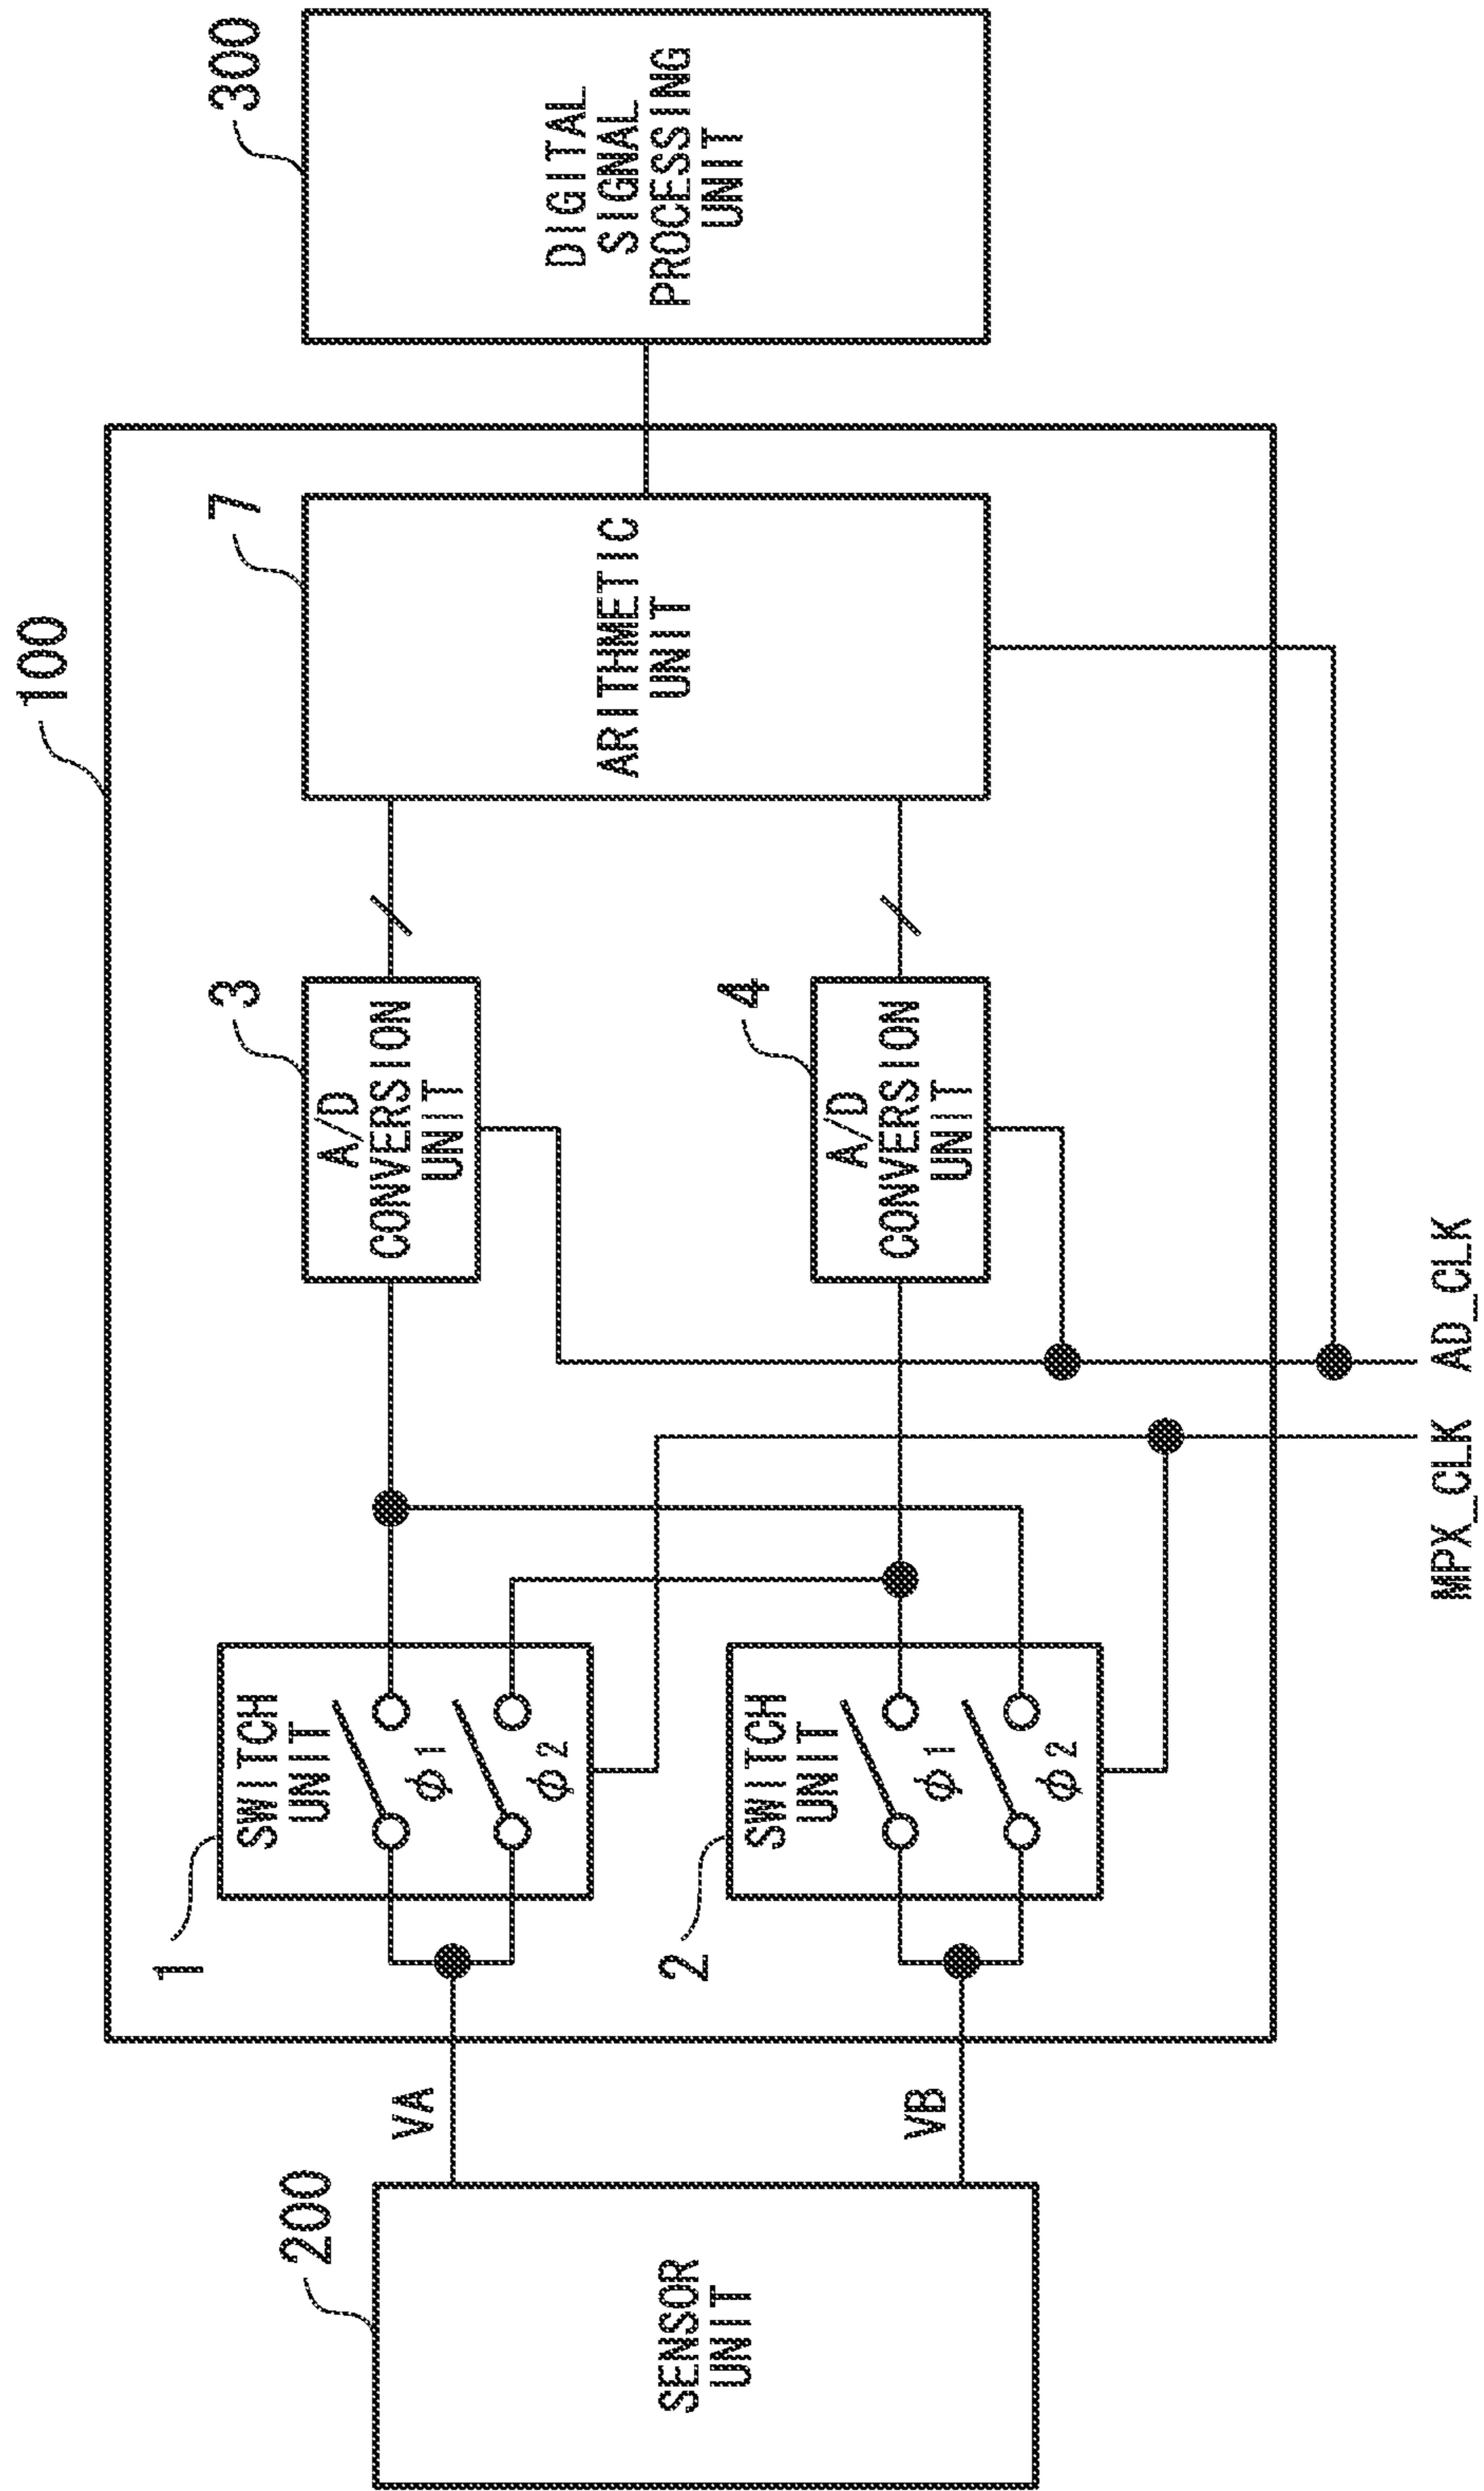 100
200
SENSOR
UNIT
VA
VB
1
SWITCH
UNIT
φ1
φ2
2
SWITCH
UNIT
φ1
φ2
3
A/D
CONVERSION
UNIT
4
A/D
CONVERSION
UNIT
7
ARITHMETIC
UNIT
300
DIGITAL
SIGNAL
PROCESSING
UNIT
MPX_CLK
AD_CLK